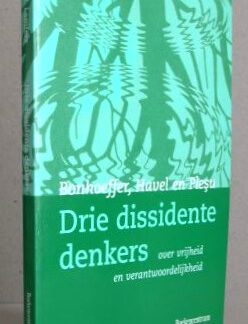 Bonhoeffer, Havel en Pleşu
Drie dissidente
denkers over vrijheid
en verantwoordelijkheid